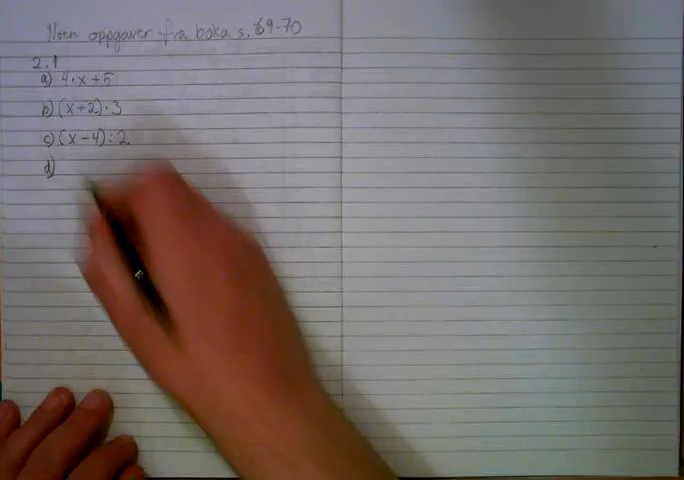 Noen oppgaver fra boka s. 69-70
2.1
a) 4·x+5
b) (x+2)·3
c) (x-4):2
d)